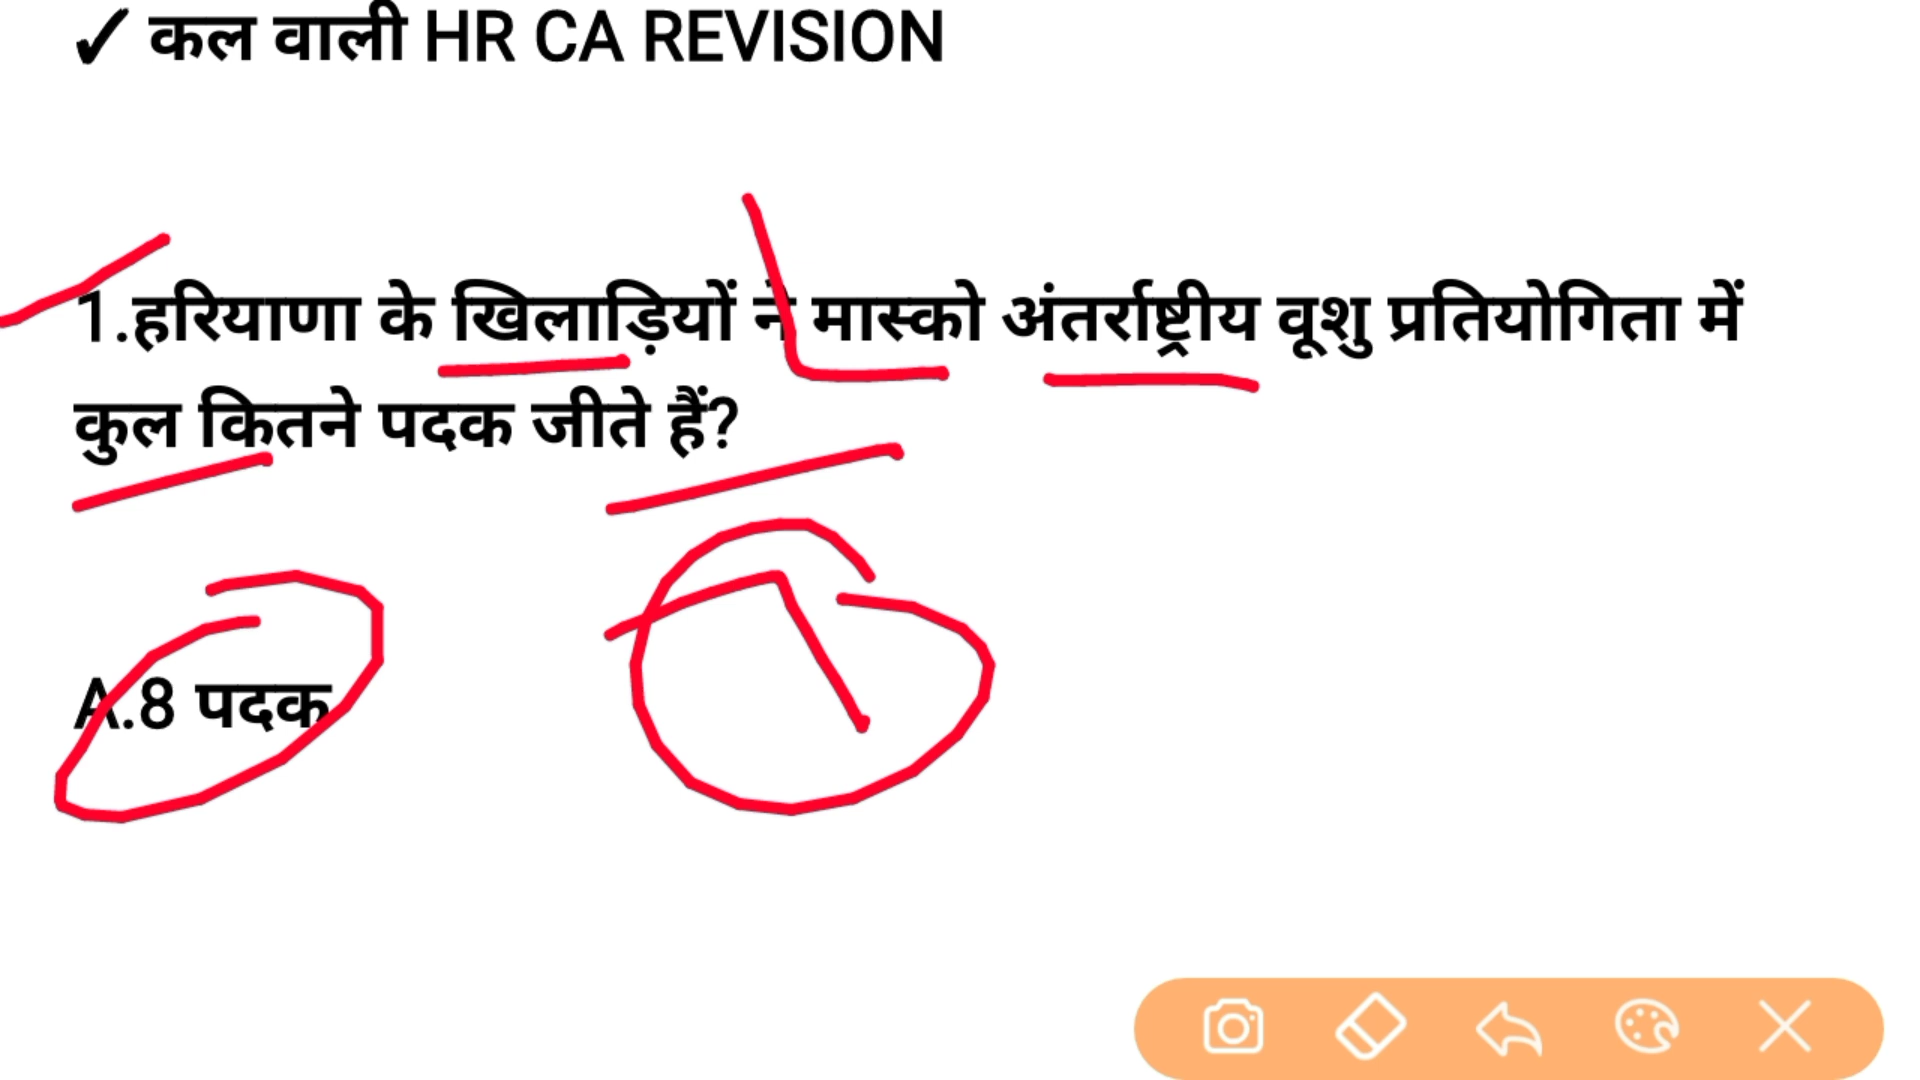 ✓ कल वाली HR CA REVISION
1.हरियाणा के खिलाड़ियों ने मास्को अंतर्राष्ट्रीय वूशु प्रतियोगिता में
कुल कितने पदक जीते हैं?
A.8 पदक